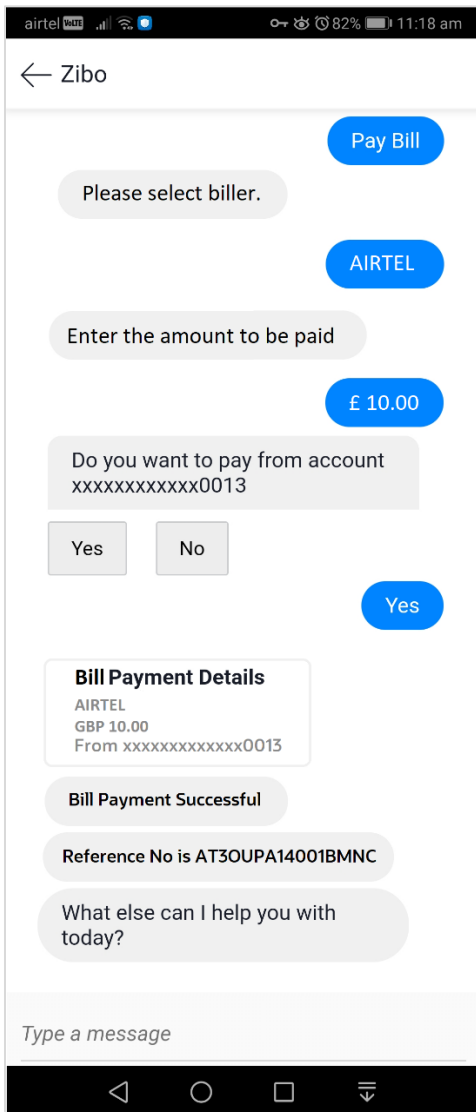 airtel VoLTE 82% 11:18 am
Zibo
Pay Bill
Please select biller.
AIRTEL
Enter the amount to be paid
£ 10.00
Do you want to pay from account
xxxxxxxxxxxx0013
Yes No
Yes
Bill Payment Details
AIRTEL
GBP 10.00
From xxxxxxxxxxxxx0013
Bill Payment Successful
Reference No is AT3OUPA14001BMNC
What else can I help you with
today?
Type a message